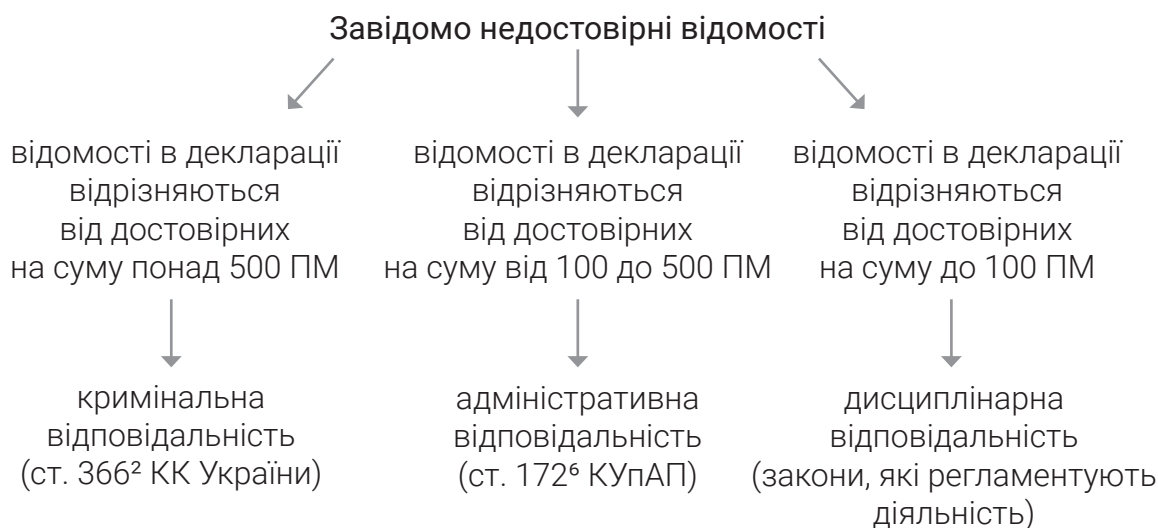 Завідомо недостовірні відомості
відомості в декларації
відрізняються
від достовірних
на суму понад 500 ПМ
відомості в декларації
відрізняються
від достовірних
на суму від 100 до 500 ПМ
відомості в декларації
відрізняються
від достовірних
на суму до 100 ПМ
кримінальна
відповідальність
(ст. 366² КК України)
адміністративна
відповідальність
(ст. 172⁶ КУпАП)
дисциплінарна
відповідальність
(закони, які регламентують
діяльність)